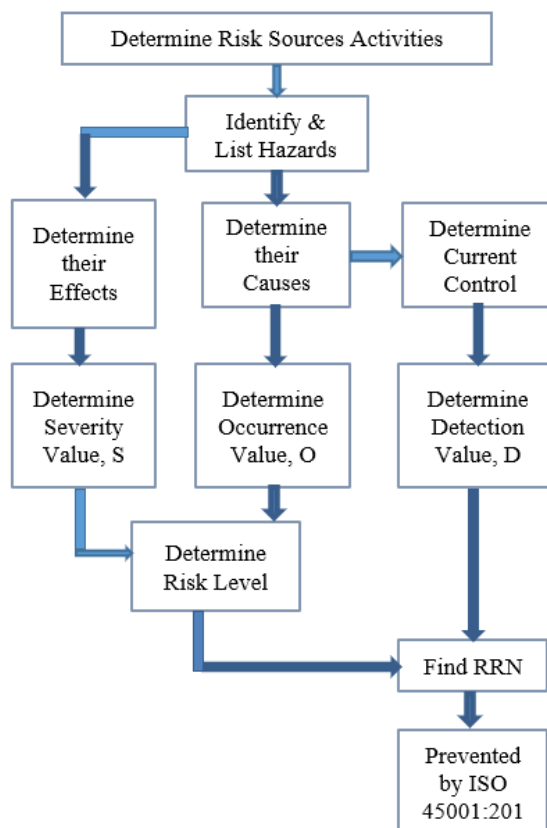 Determine Risk Sources Activities
Identify &
List Hazards
Determine
their
Effects
Determine
their
Causes
Determine
Current
Control
Determine
Severity
Value, S
Determine
Occurrence
Value, O
Determine
Detection
Value, D
Determine
Risk Level
Find RRN
Prevented
by ISO
45001:201